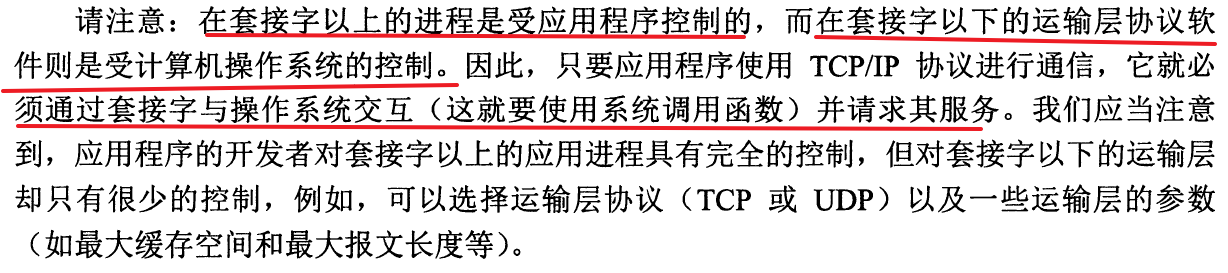 请注意：在套接字以上的进程是受应用程序控制的，而在套接字以下的运输层协议软
件则是受计算机操作系统的控制。因此，只要应用程序使用 TCP/IP 协议进行通信，它就必
须通过套接字与操作系统交互（这就要使用系统调用函数）并请求其服务。我们应当注意
到，应用程序的开发者对套接字以上的应用进程具有完全的控制，但对套接字以下的运输层
却只有很少的控制，例如，可以选择运输层协议（TCP 或 UDP）以及一些运输层的参数
（如最大缓存空间和最大报文长度等）。